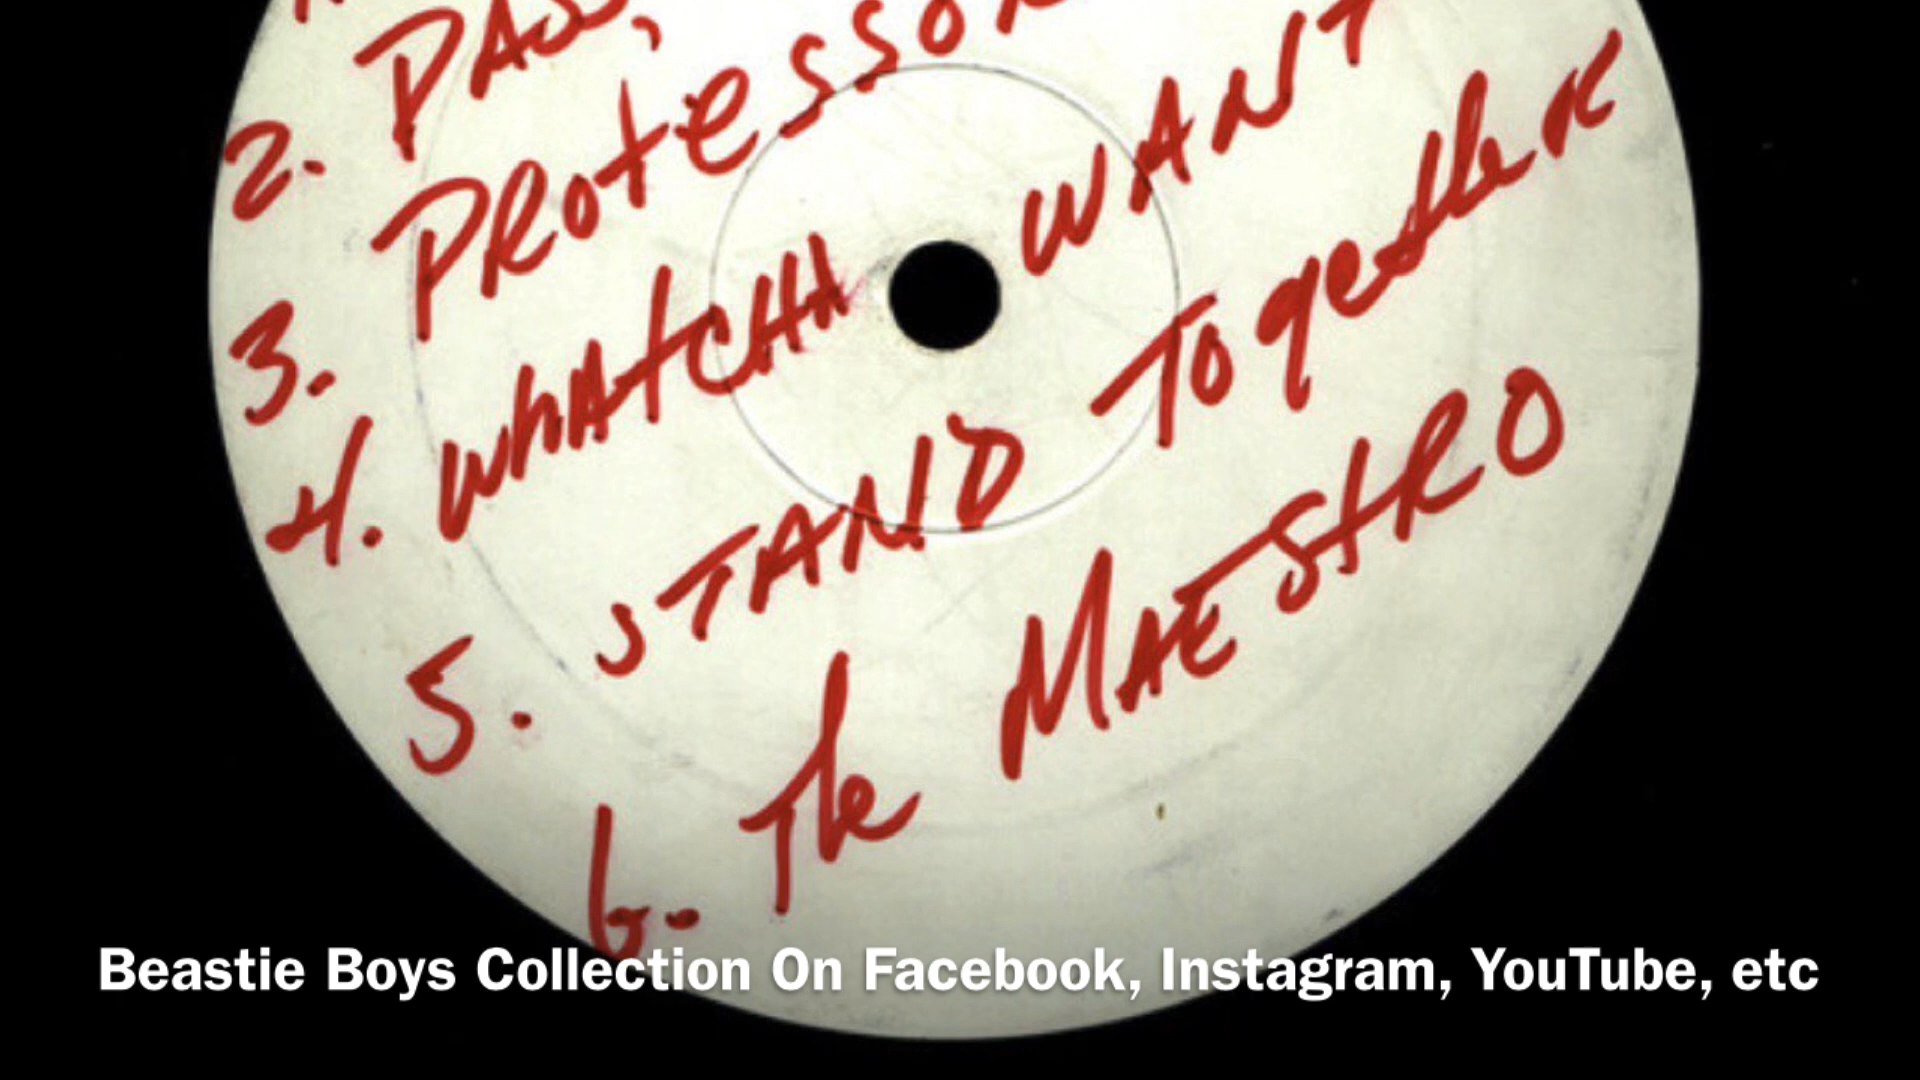 2. PASS,
3. PROfeSSOR
4. WhATCHA WANT
5. STAND TOgetheR
6. The MAESTRO
Beastie Boys Collection On Facebook, Instagram, YouTube, etc